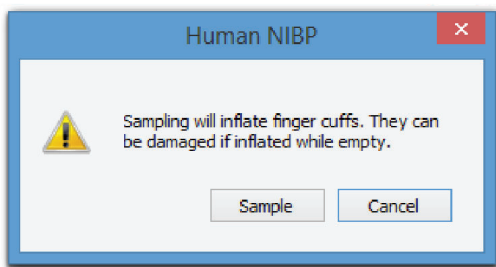 Human NIBP
Sampling will inflate finger cuffs. They can
be damaged if inflated while empty.
Sample
Cancel